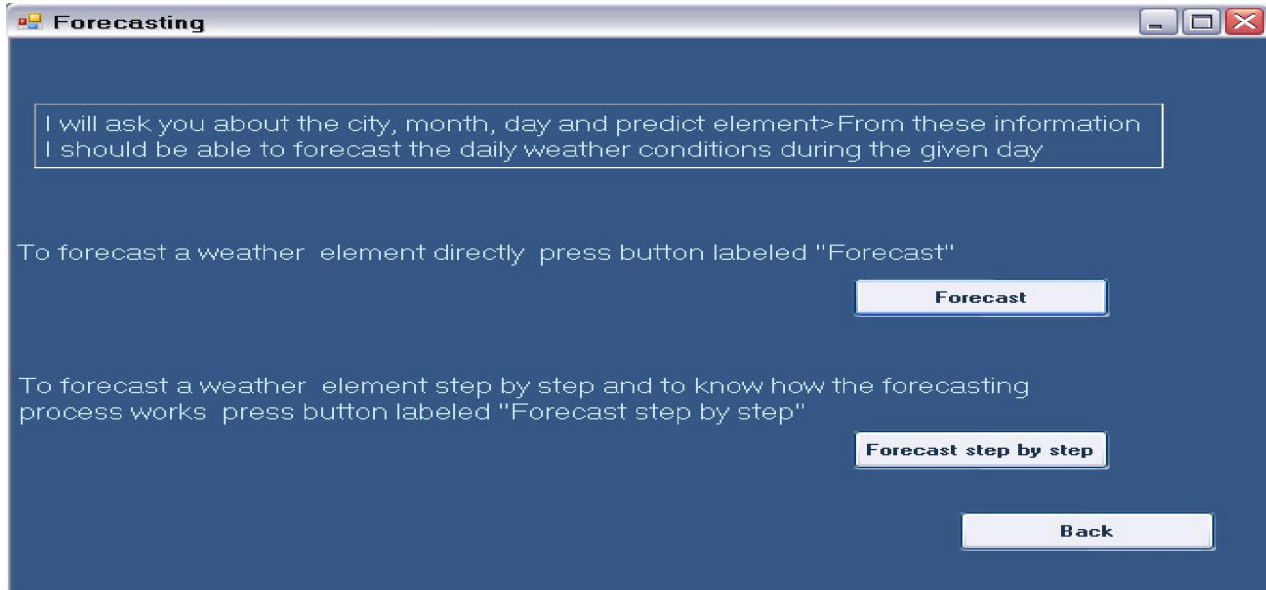 Forecasting
I will ask you about the city, month, day and predict element>From these information
I should be able to forecast the daily weather conditions during the given day
To forecast a weather element directly press button labeled "Forecast"
Forecast
To forecast a weather element step by step and to know how the forecasting
process works press button labeled "Forecast step by step"
Forecast step by step
Back